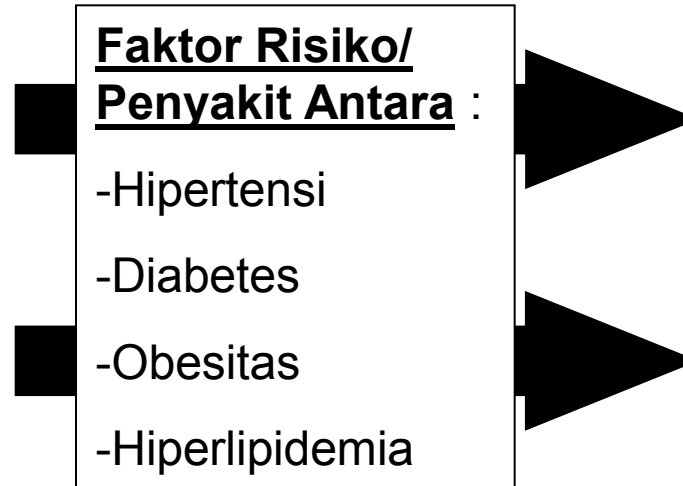 Faktor Risiko/
Penyakit Antara :
-Hipertensi
-Diabetes
-Obesitas
-Hiperlipidemia